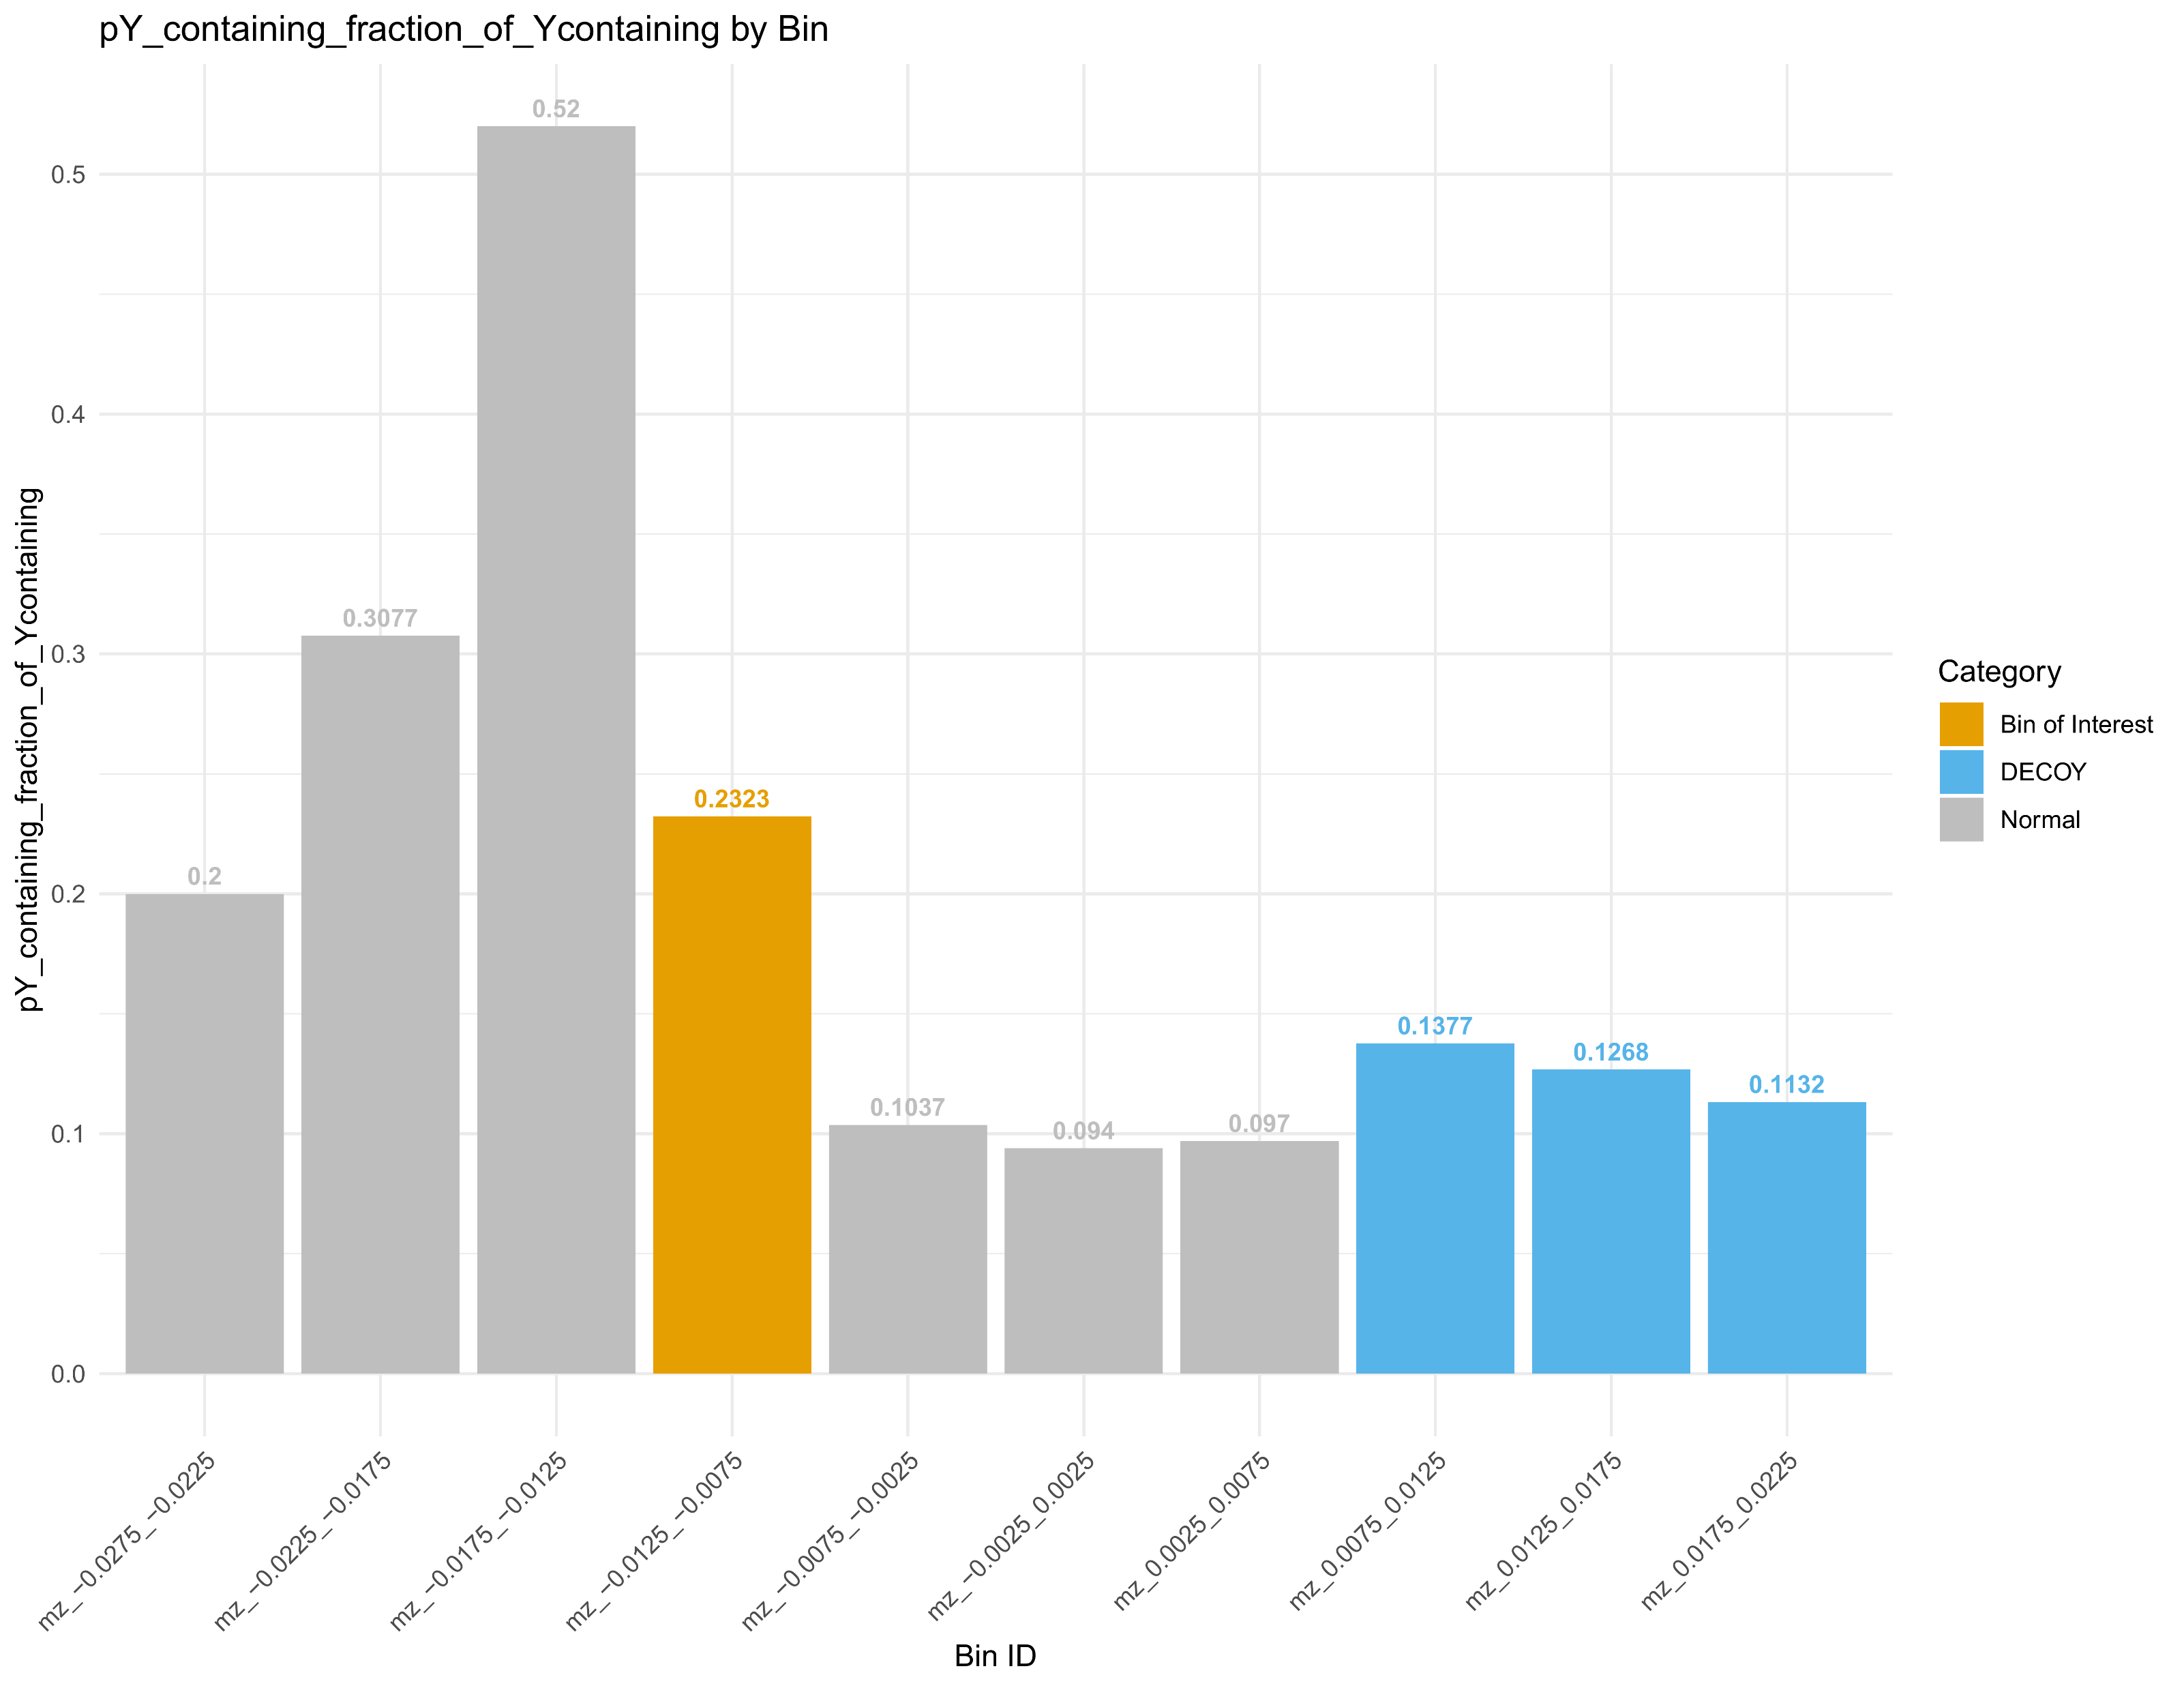 pY_containing_fraction_of_Ycontaining by Bin
pY_containing_fraction_of_Ycontaining
0.5
0.4
0.3
0.2
0.1
0.0
0.2
0.3077
0.52
0.2323
0.1037
0.094
0.097
0.1377
0.1268
0.1132
mz_−0.0275_−0.0225
mz_−0.0225_−0.0175
mz_−0.0175_−0.0125
mz_−0.0125_−0.0075
mz_−0.0075_−0.0025
mz_−0.0025_0.0025
mz_0.0025_0.0075
mz_0.0075_0.0125
mz_0.0125_0.0175
mz_0.0175_0.0225
Bin ID
Category
Bin of Interest
DECOY
Normal